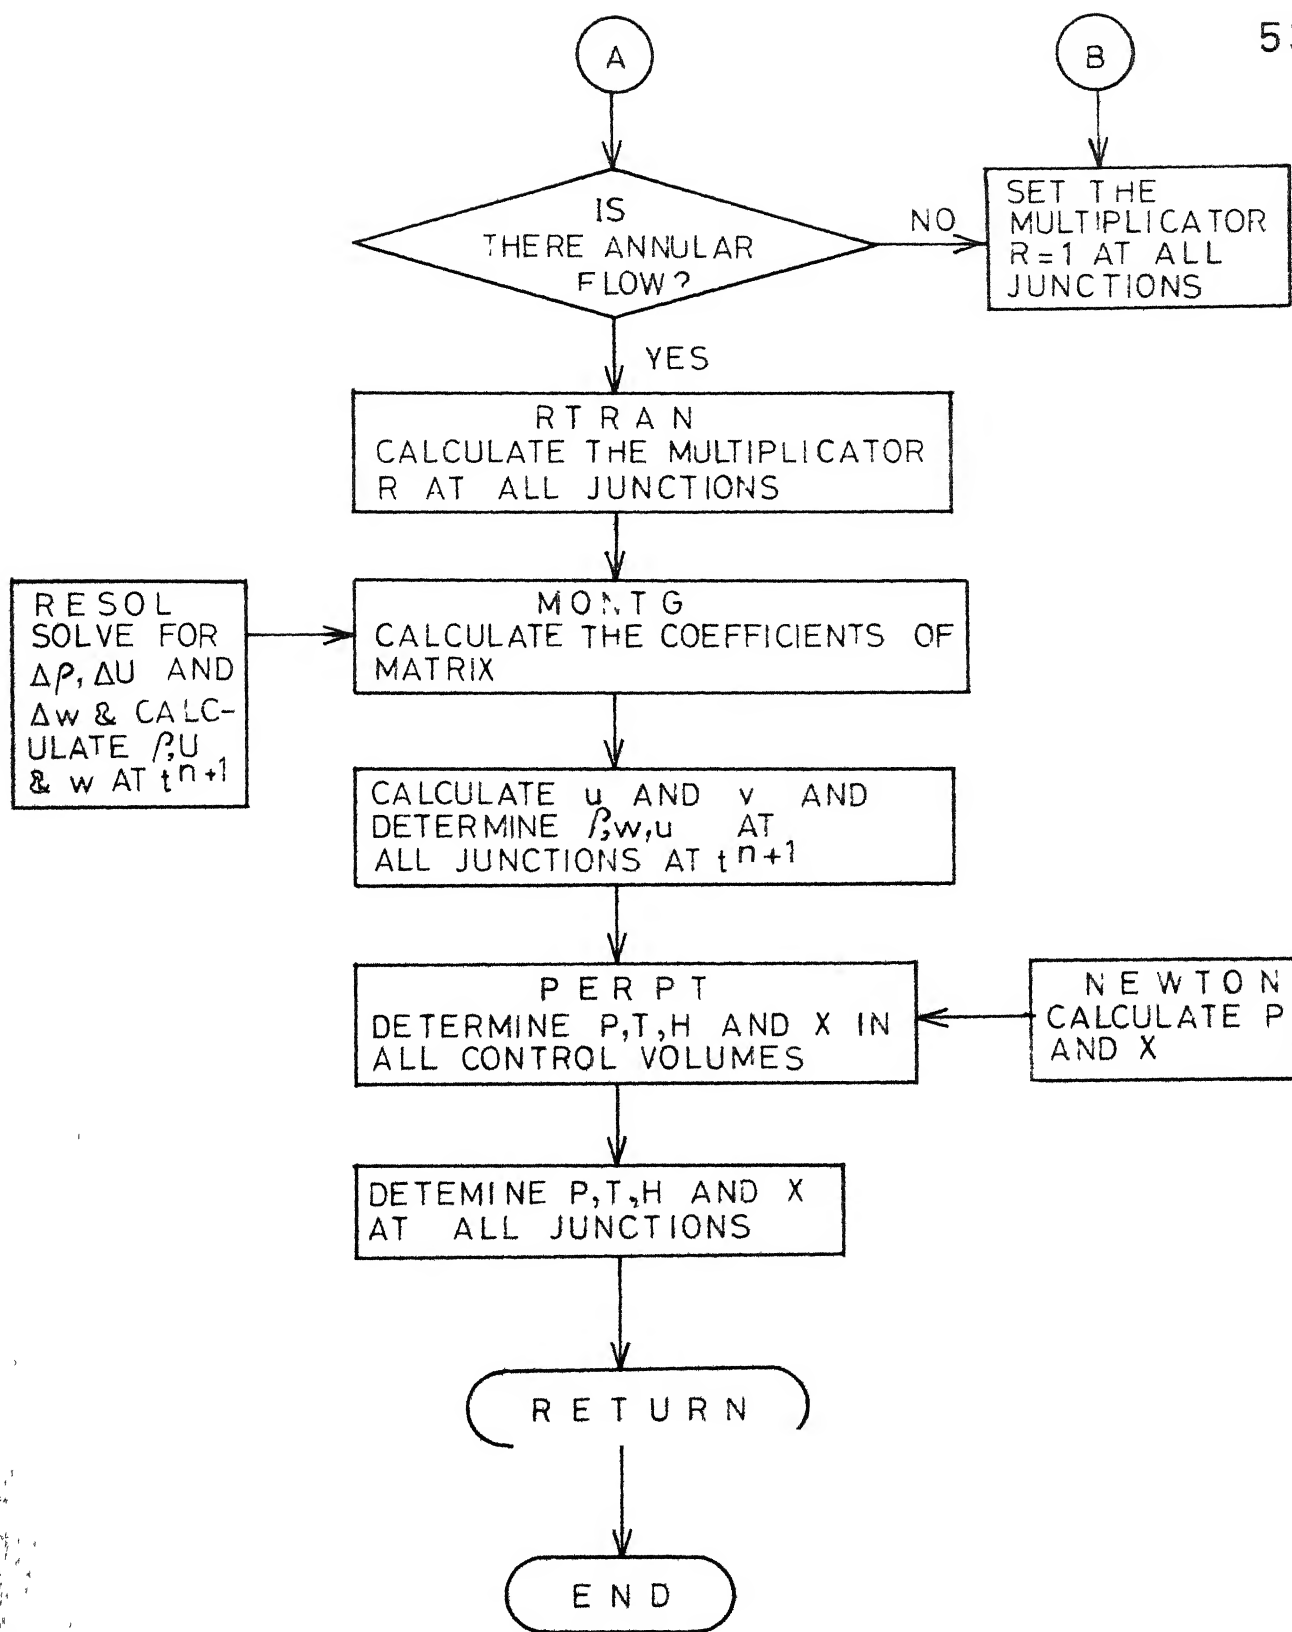 53
A
B
IS
THERE ANNULAR
FLOW?
NO
SET THE
MULTIPLICATOR
R=1 AT ALL
JUNCTIONS
YES
RTRAN
CALCULATE THE MULTIPLICATOR
R AT ALL JUNCTIONS
RESOL
SOLVE FOR
Δρ, ΔU AND
Δw & CALC-
ULATE ρ,U
& w AT tⁿ⁺¹
MONTG
CALCULATE THE COEFFICIENTS OF
MATRIX
CALCULATE u AND v AND
DETERMINE ρ,w,u AT
ALL JUNCTIONS AT tⁿ⁺¹
PERPT
DETERMINE P,T,H AND X IN
ALL CONTROL VOLUMES
NEWTON
CALCULATE P
AND X
DETEMINE P,T,H AND X
AT ALL JUNCTIONS
RETURN
END